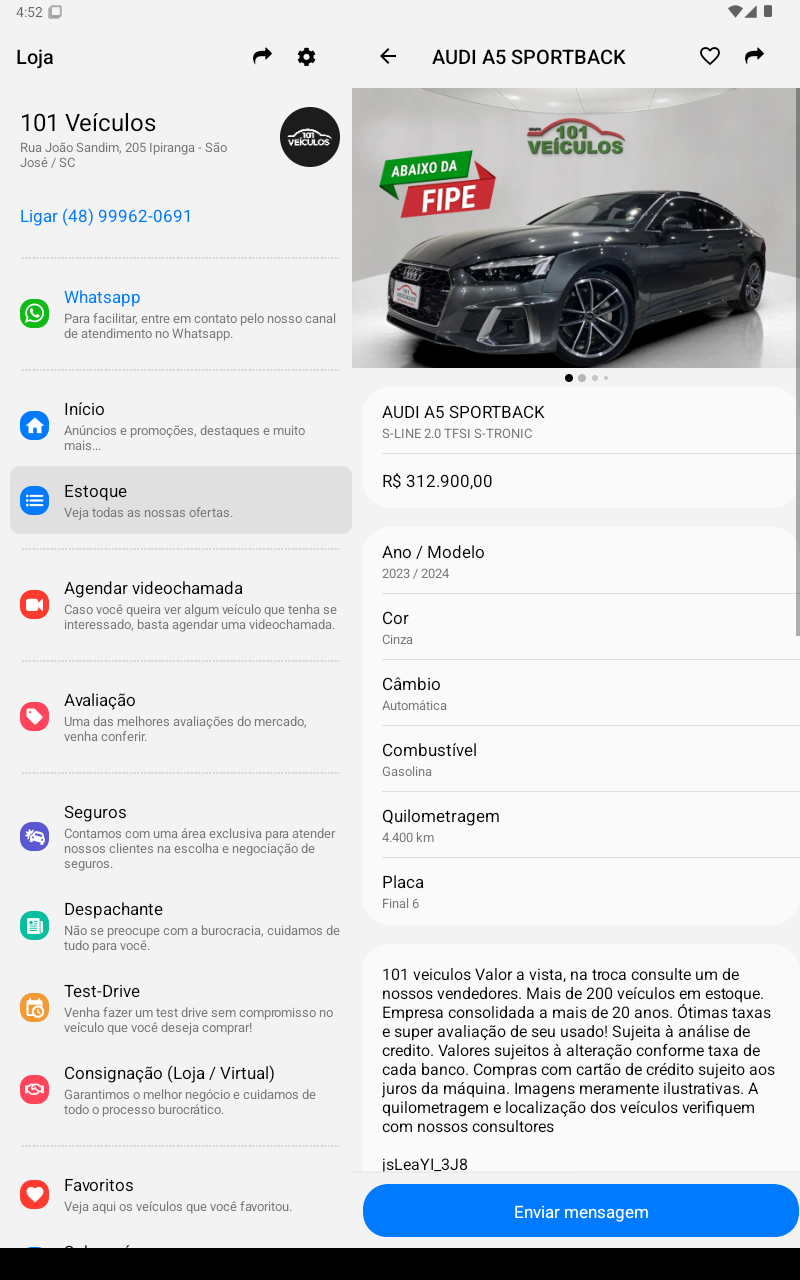 4:52
Loja
101 Veículos
Rua João Sandim, 205 Ipiranga - São
José / SC
101
VEÍCULOS
Ligar (48) 99962-0691
Whatsapp
Para facilitar, entre em contato pelo nosso canal
de atendimento no Whatsapp.
Início
Anúncios e promoções, destaques e muito
mais...
Estoque
Veja todas as nossas ofertas.
Agendar videochamada
Caso você queira ver algum veículo que tenha se
interessado, basta agendar uma videochamada.
Avaliação
Uma das melhores avaliações do mercado,
venha conferir.
Seguros
Contamos com uma área exclusiva para atender
nossos clientes na escolha e negociação de
seguros.
Despachante
Não se preocupe com a burocracia, cuidamos de
tudo para você.
Test-Drive
Venha fazer um test drive sem compromisso no
veículo que você deseja comprar!
Consignação (Loja / Virtual)
Garantimos o melhor negócio e cuidamos de
todo o processo burocrático.
Favoritos
Veja aqui os veículos que você favoritou.
AUDI A5 SPORTBACK
101
VEÍCULOS
ABAIXO DA
FIPE
AUDI A5 SPORTBACK
S-LINE 2.0 TFSI S-TRONIC
R$ 312.900,00
Ano / Modelo
2023 / 2024
Cor
Cinza
Câmbio
Automática
Combustível
Gasolina
Quilometragem
4.400 km
Placa
Final 6
101 veiculos Valor a vista, na troca consulte um de
nossos vendedores. Mais de 200 veículos em estoque.
Empresa consolidada a mais de 20 anos. Ótimas taxas
e super avaliação de seu usado! Sujeita à análise de
credito. Valores sujeitos à alteração conforme taxa de
cada banco. Compras com cartão de crédito sujeito aos
juros da máquina. Imagens meramente ilustrativas. A
quilometragem e localização dos veículos verifiquem
com nossos consultores
jsLeaYI_3J8
Enviar mensagem